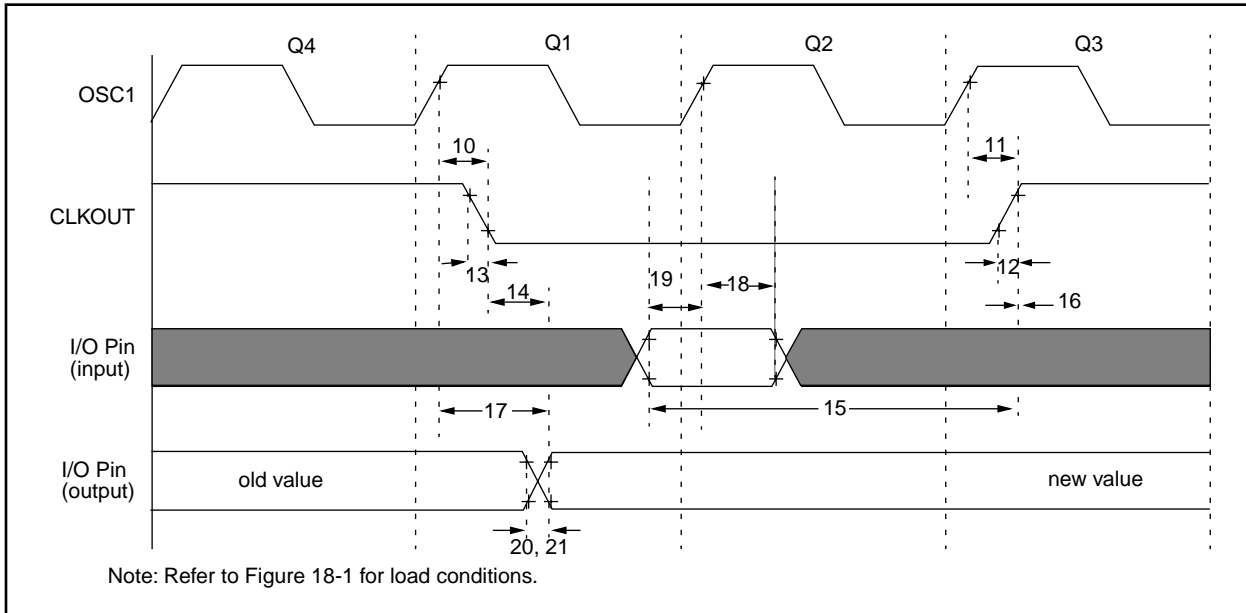 Q4
Q1
Q2
Q3
OSC1
10
11
CLKOUT
13
14
19
18
12
16
I/O Pin
(input)
17
15
I/O Pin
(output)
old value
new value
20, 21
Note: Refer to Figure 18-1 for load conditions.